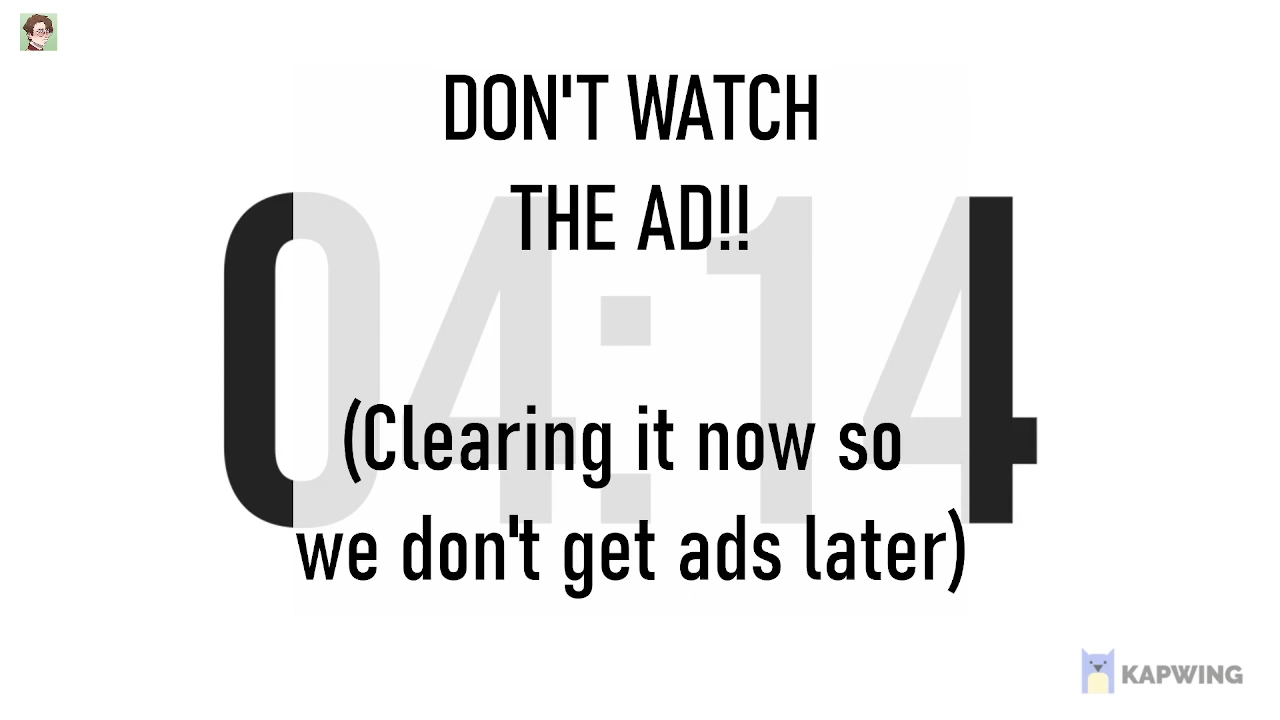 DON'T WATCH
THE AD!!
04:14
(Clearing it now so
we don't get ads later)
KAPWING